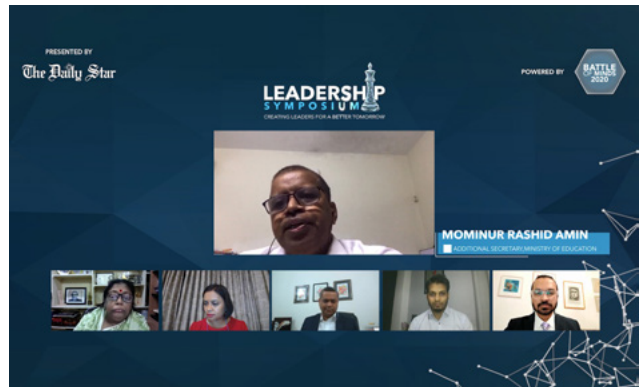 PRESENTED BY
The Daily Star
POWERED BY
BATTLE
OF MINDS
2020
LEADERSHIP
SYMPOSIUM
CREATING LEADERS FOR A BETTER TOMORROW
MOMINUR RASHID AMIN
ADDITIONAL SECRETARY, MINISTRY OF EDUCATION